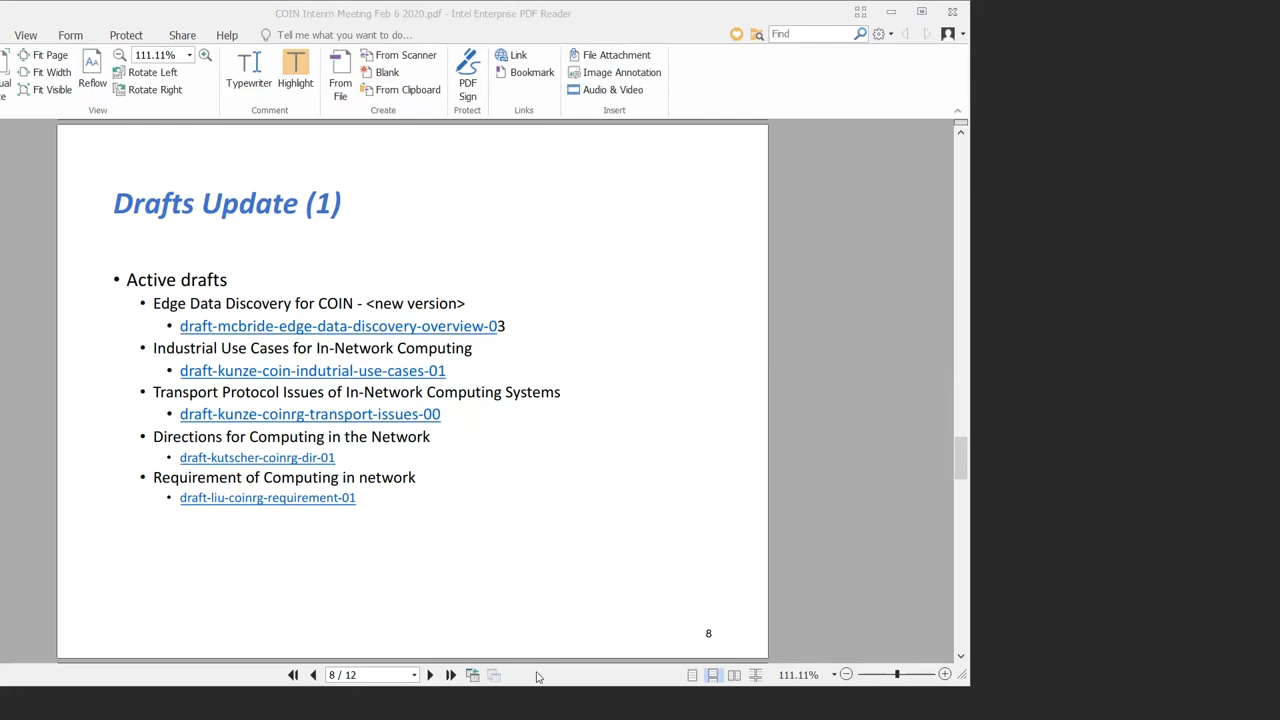 COIN Interim Meeting Feb 6 2020.pdf - Intel Enterprise PDF Reader
View Form Protect Share Help Tell me what you want to do... Find
Fit Page 111.11% From Scanner Link File Attachment
Fit Width Rotate Left Blank Bookmark Image Annotation
Fit Visible Reflow Rotate Right Typewriter Highlight From File From Clipboard PDF Sign Audio & Video
View Comment Create Protect Links Insert
Drafts Update (1)
• Active drafts
• Edge Data Discovery for COIN - <new version>
• draft-mcbride-edge-data-discovery-overview-03
• Industrial Use Cases for In-Network Computing
• draft-kunze-coin-indutrial-use-cases-01
• Transport Protocol Issues of In-Network Computing Systems
• draft-kunze-coinrg-transport-issues-00
• Directions for Computing in the Network
• draft-kutscher-coinrg-dir-01
• Requirement of Computing in network
• draft-liu-coinrg-requirement-01
8
8 / 12 111.11%